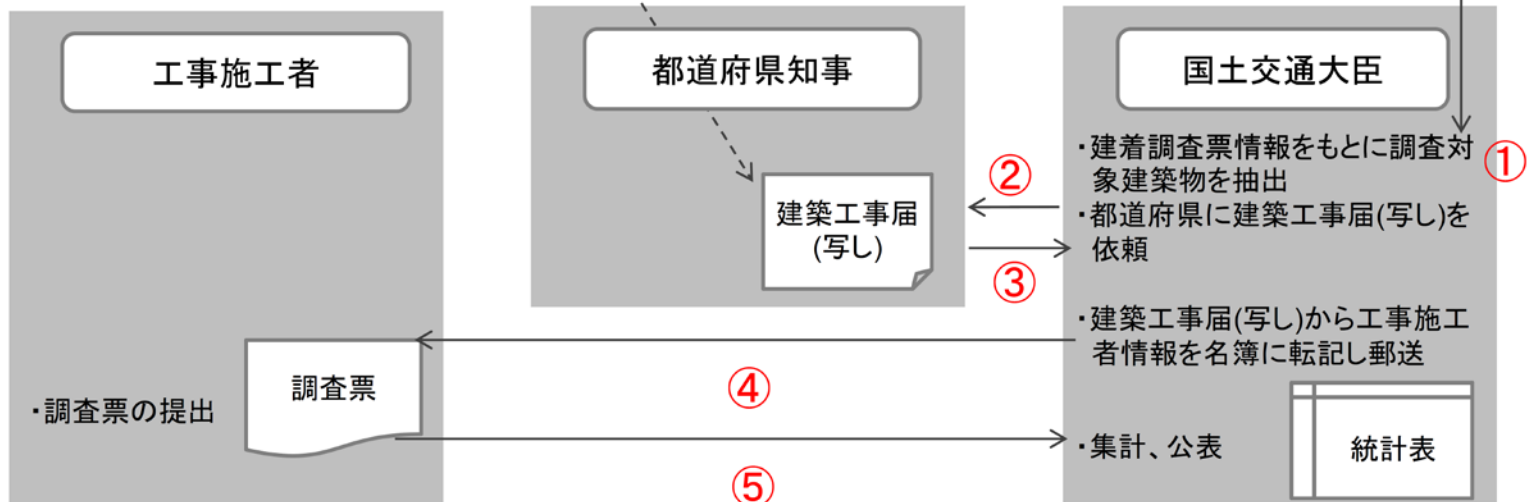 工事施工者
都道府県知事
国土交通大臣
・建着調査票情報をもとに調査対
象建築物を抽出
①
②
・都道府県に建築工事届(写し)を
依頼
建築工事届
(写し)
③
・建築工事届(写し)から工事施工
者情報を名簿に転記し郵送
④
調査票
・調査票の提出
・集計、公表
統計表
⑤